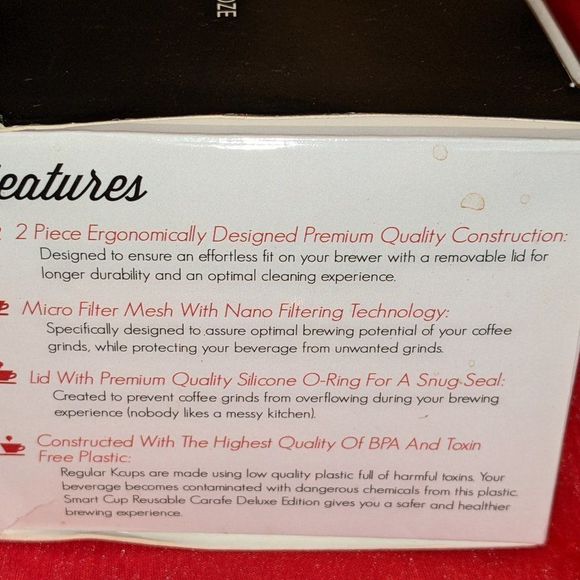 OZE
eatures
2 Piece Ergonomically Designed Premium Quality Construction:
Designed to ensure an effortless fit on your brewer with a removable lid for
longer durability and an optimal cleaning experience.
Micro Filter Mesh With Nano Filtering Technology:
Specifically designed to assure optimal brewing potential of your coffee
grinds, while protecting your beverage from unwanted grinds.
Lid With Premium Quality Silicone O-Ring For A Snug Seal:
Created to prevent coffee grinds from overflowing during your brewing
experience (nobody likes a messy kitchen).
Constructed With The Highest Quality Of BPA And Toxin
Free Plastic:
Regular Kcups are made using low quality plastic full of harmful toxins. Your
beverage becomes contaminated with dangerous chemicals from this plastic.
Smart Cup Reusable Carafe Deluxe Edition gives you a safer and healthier
brewing experience.